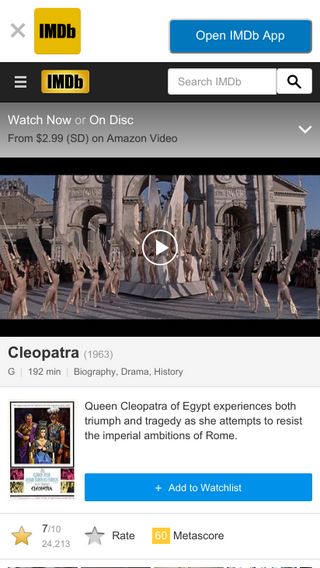 IMDb
Open IMDb App
IMDb
Search IMDb
Watch Now or On Disc
From $2.99 (SD) on Amazon Video
Cleopatra (1963)
G | 192 min | Biography, Drama, History
Queen Cleopatra of Egypt experiences both
triumph and tragedy as she attempts to resist
the imperial ambitions of Rome.
CLEOPATRA
+ Add to Watchlist
7/10
24,213
Rate
60 Metascore